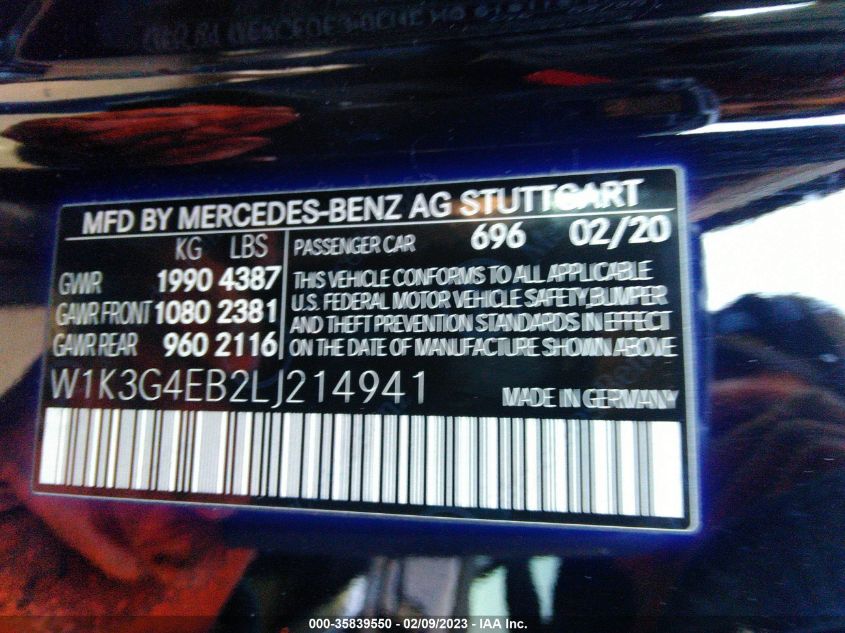 MFD BY MERCEDES-BENZ AG STUTTGART
KG LBS
GWR 1990 4387
GAWR FRONT 1080 2381
GAWR REAR 960 2116
PASSENGER CAR 696 02/20
THIS VEHICLE CONFORMS TO ALL APPLICABLE
U.S. FEDERAL MOTOR VEHICLE SAFETY,BUMPER
AND THEFT PREVENTION STANDARDS IN EFFECT
ON THE DATE OF MANUFACTURE SHOWN ABOVE
W1K3G4EB2LJ214941
MADE IN GERMANY
000-35839550 - 02/09/2023 - IAA Inc.